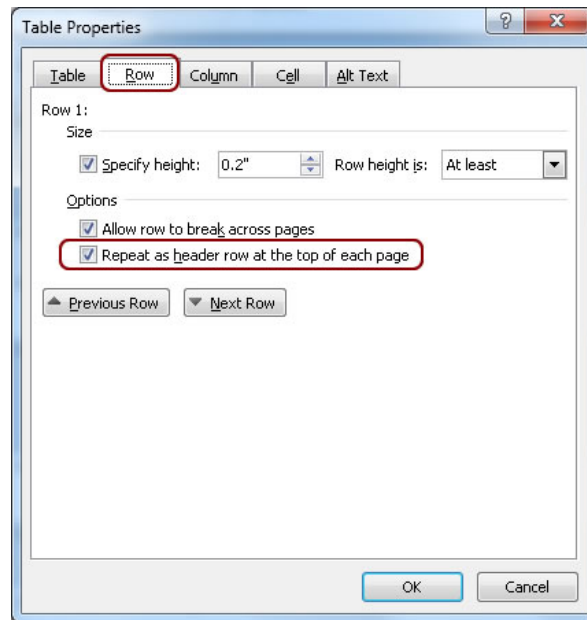 Table Properties
Table Row Column Cell Alt Text
Row 1:
Size
Specify height: 0.2" Row height is: At least
Options
Allow row to break across pages
Repeat as header row at the top of each page
Previous Row Next Row
OK Cancel